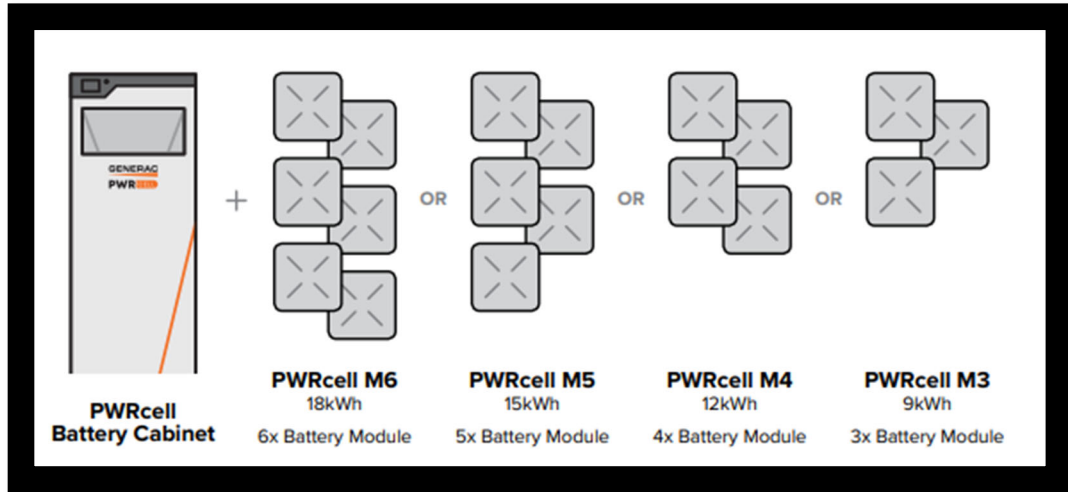 GENERAC
PWRCELL
+
OR
OR
OR
PWRcell
Battery Cabinet
PWRcell M6
18kWh
6x Battery Module
PWRcell M5
15kWh
5x Battery Module
PWRcell M4
12kWh
4x Battery Module
PWRcell M3
9kWh
3x Battery Module